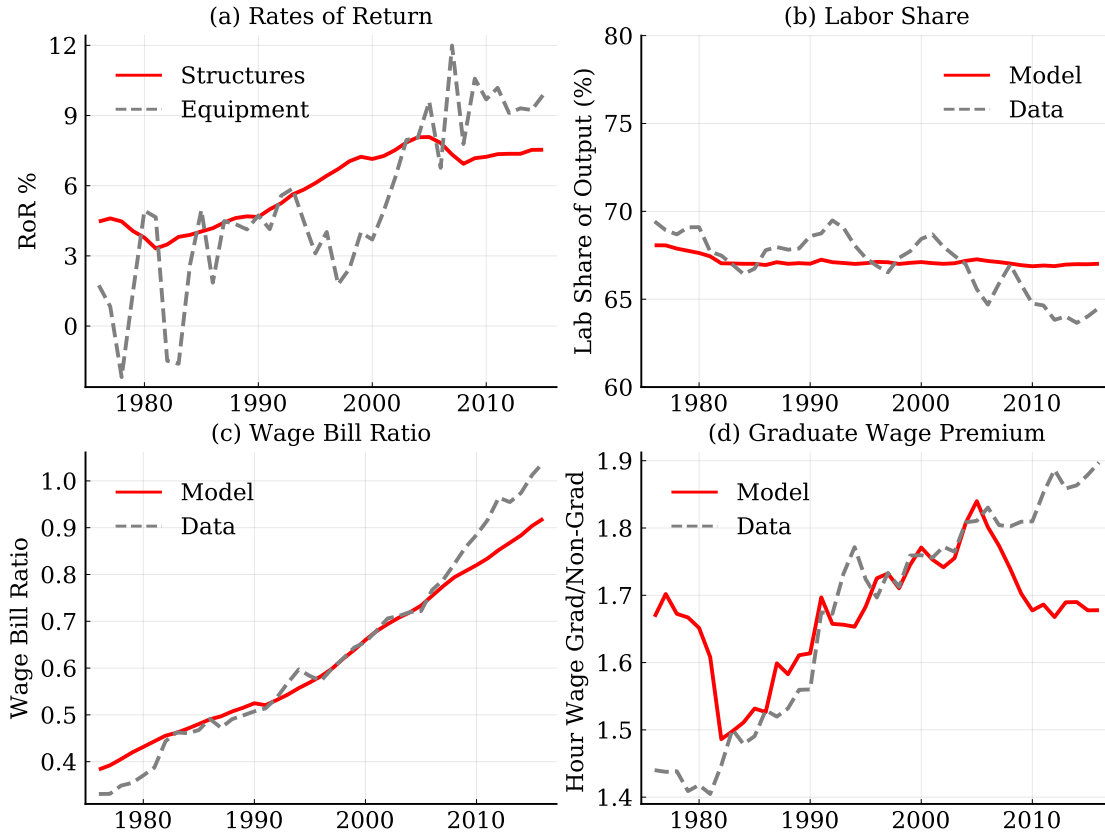 (a) Rates of Return
RoR %
12
9
6
3
0
Structures
Equipment
1980
1990
2000
2010
(b) Labor Share
Lab Share of Output (%)
80
75
70
65
60
Model
Data
1980
1990
2000
2010
(c) Wage Bill Ratio
Wage Bill Ratio
1.0
0.9
0.8
0.7
0.6
0.5
0.4
Model
Data
1980
1990
2000
2010
(d) Graduate Wage Premium
Hour Wage Grad/Non-Grad
1.9
1.8
1.7
1.6
1.5
1.4
Model
Data
1980
1990
2000
2010